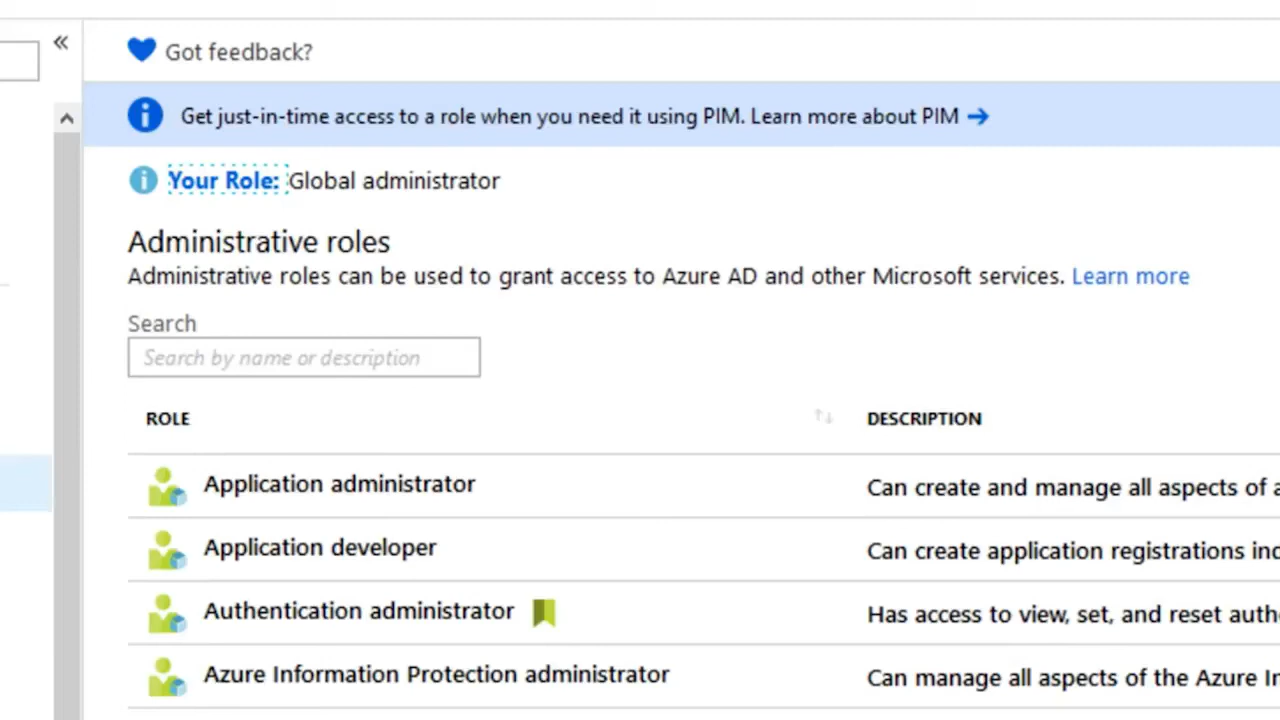 «
Got feedback?
Get just-in-time access to a role when you need it using PIM. Learn more about PIM →
Your Role: Global administrator
Administrative roles
Administrative roles can be used to grant access to Azure AD and other Microsoft services. Learn more
Search
Search by name or description
ROLE ↑↓ DESCRIPTION
Application administrator Can create and manage all aspects of
Application developer Can create application registrations
Authentication administrator Has access to view, set, and reset
Azure Information Protection administrator Can manage all aspects of the Azure